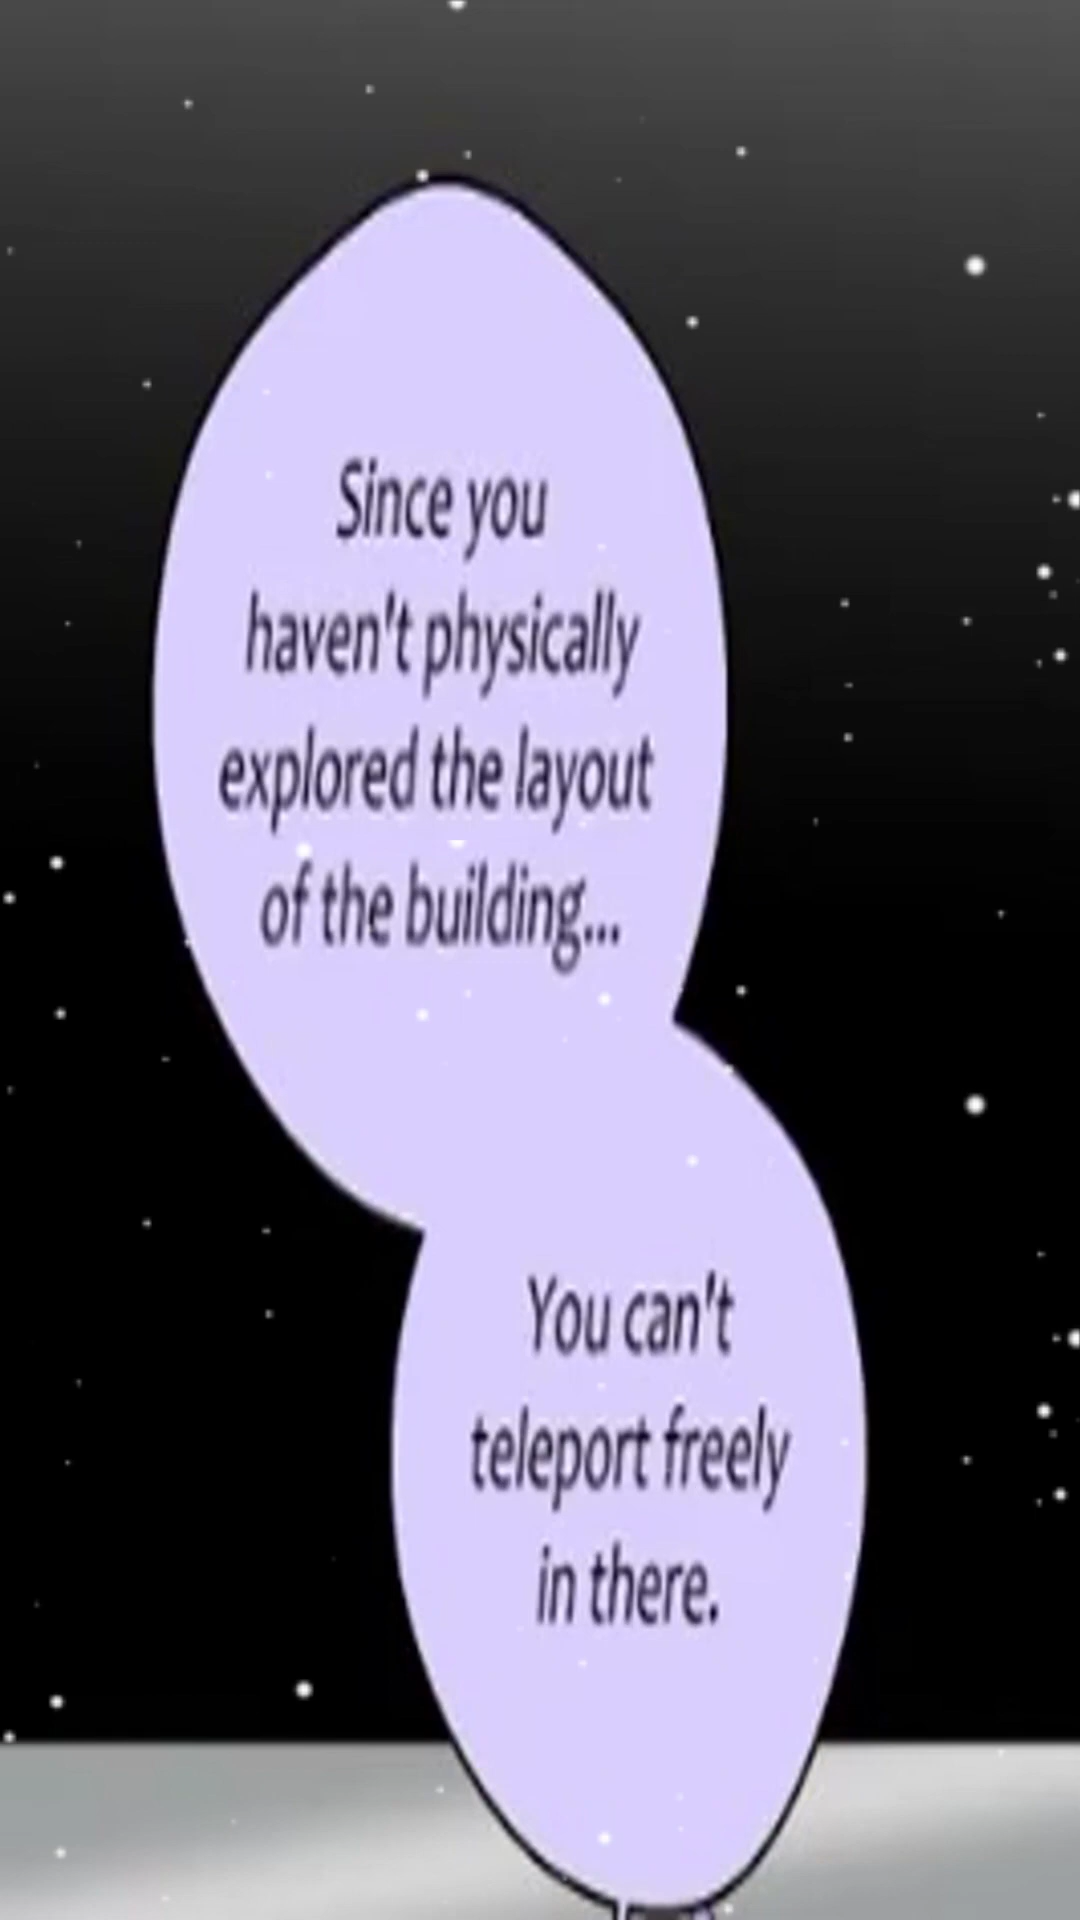 Since you
haven't physically
explored the layout
of the building...
You can't
teleport freely
in there.